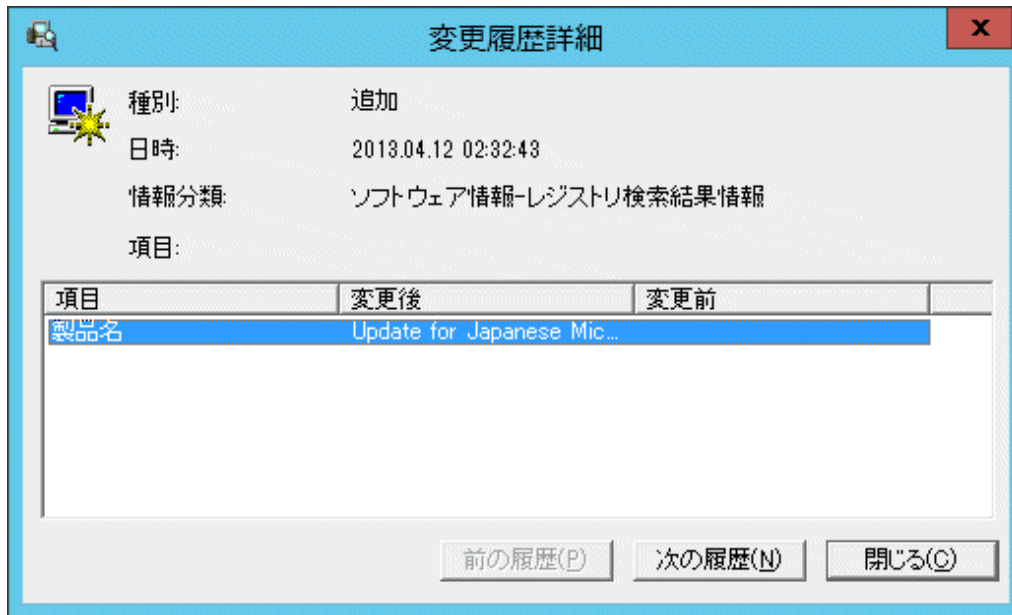 変更履歴詳細
種別: 追加
日時: 2013.04.12 02:32:43
情報分類: ソフトウェア情報-レジストリ検索結果情報
項目:
項目 変更後 変更前
製品名 Update for Japanese Mic...
前の履歴(P) 次の履歴(N) 閉じる(C)